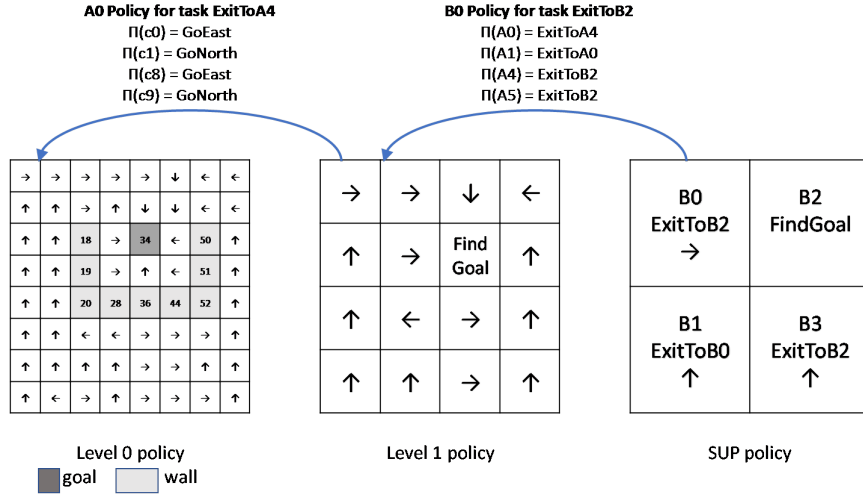 A0 Policy for task ExitToA4
Π(c0) = GoEast
Π(c1) = GoNorth
Π(c8) = GoEast
Π(c9) = GoNorth
B0 Policy for task ExitToB2
Π(A0) = ExitToA4
Π(A1) = ExitToA0
Π(A4) = ExitToB2
Π(A5) = ExitToB2
→ → → → → ↓ ← ←
↑ ↑ → ↑ ↓ ↓ ← ←
↑ ↑ 18 → 34 ← 50 ↑
↑ ↑ 19 → ↑ ← 51 ↑
↑ ↑ 20 28 36 44 52 ↑
↑ ↑ ← ← → → → ↑
↑ ↑ ↑ ↑ → → ↑ ↑
↑ ← → ↑ → → → ↑
Level 0 policy
goal
wall
→ → ↓ ←
↑ → Find ↑
Goal
↑ ← → ↑
↑ ↑ → ↑
Level 1 policy
B0
ExitToB2
→
B2
FindGoal
B1
ExitToB0
↑
B3
ExitToB2
↑
SUP policy